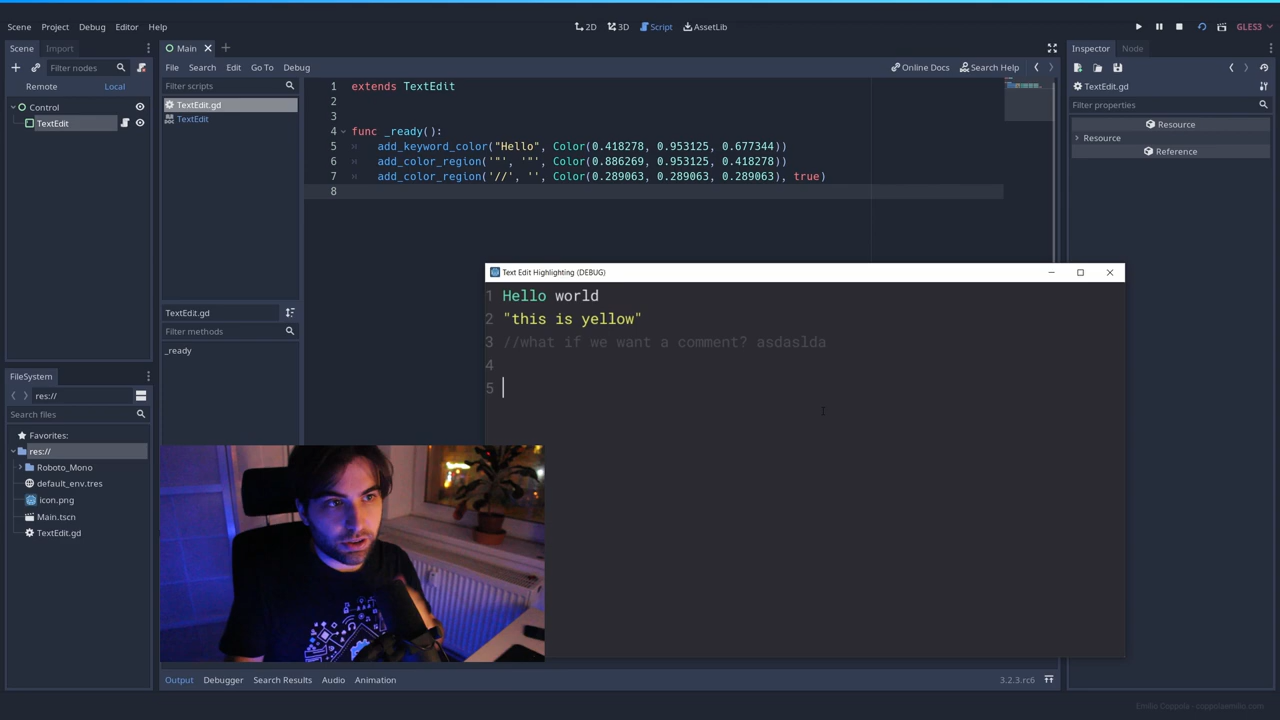 Scene Project Debug Editor Help
2D 3D Script AssetLib
GLES3
Scene Import
Filter nodes
Remote Local
Control
TextEdit
Main
File Search Edit Go To Debug
Online Docs Search Help
Filter scripts
TextEdit.gd
TextEdit
TextEdit.gd
Filter methods
_ready
1 extends TextEdit
2
3
4 func _ready():
5 add_keyword_color("Hello", Color(0.418278, 0.953125, 0.677344))
6 add_color_region('"', '"', Color(0.886269, 0.953125, 0.418278))
7 add_color_region('//', '', Color(0.289063, 0.289063, 0.289063), true)
8
Text Edit Highlighting (DEBUG)
1 Hello world
2 "this is yellow"
3 //what if we want a comment? asdaslda
4
5
Inspector Node
TextEdit.gd
Filter properties
Resource
Resource
Reference
FileSystem
res://
Search files
Favorites:
res://
Roboto_Mono
default_env.tres
icon.png
Main.tscn
TextEdit.gd
Output Debugger Search Results Audio Animation
3.2.3.rc6
Emilio Coppola - coppolaemilio.com